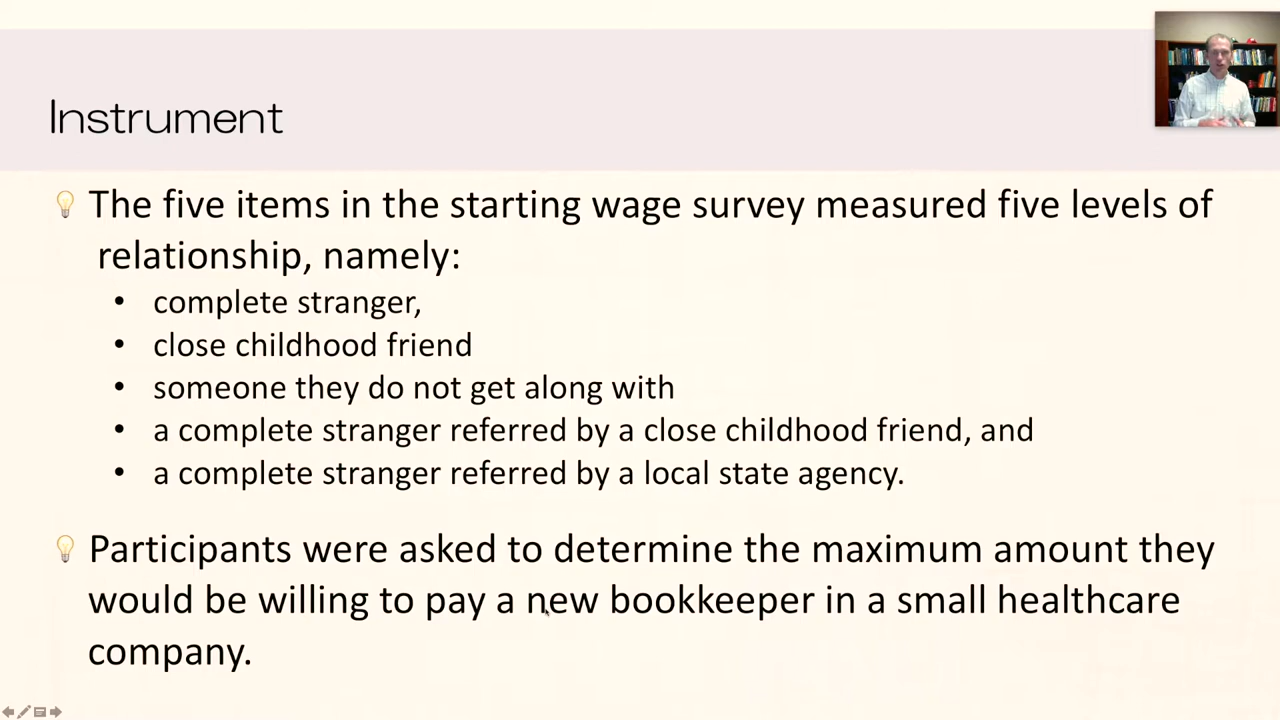 Instrument
The five items in the starting wage survey measured five levels of
relationship, namely:
• complete stranger,
• close childhood friend
• someone they do not get along with
• a complete stranger referred by a close childhood friend, and
• a complete stranger referred by a local state agency.
Participants were asked to determine the maximum amount they
would be willing to pay a new bookkeeper in a small healthcare
company.